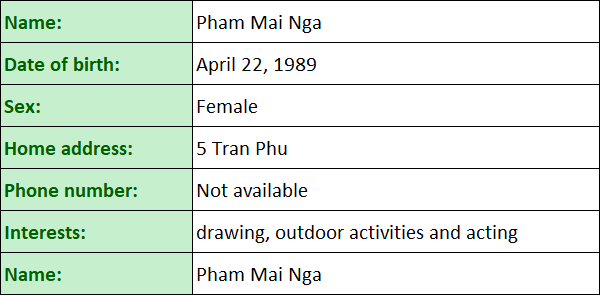 Name: Pham Mai Nga
Date of birth: April 22, 1989
Sex: Female
Home address: 5 Tran Phu
Phone number: Not available
Interests: drawing, outdoor activities and acting
Name: Pham Mai Nga